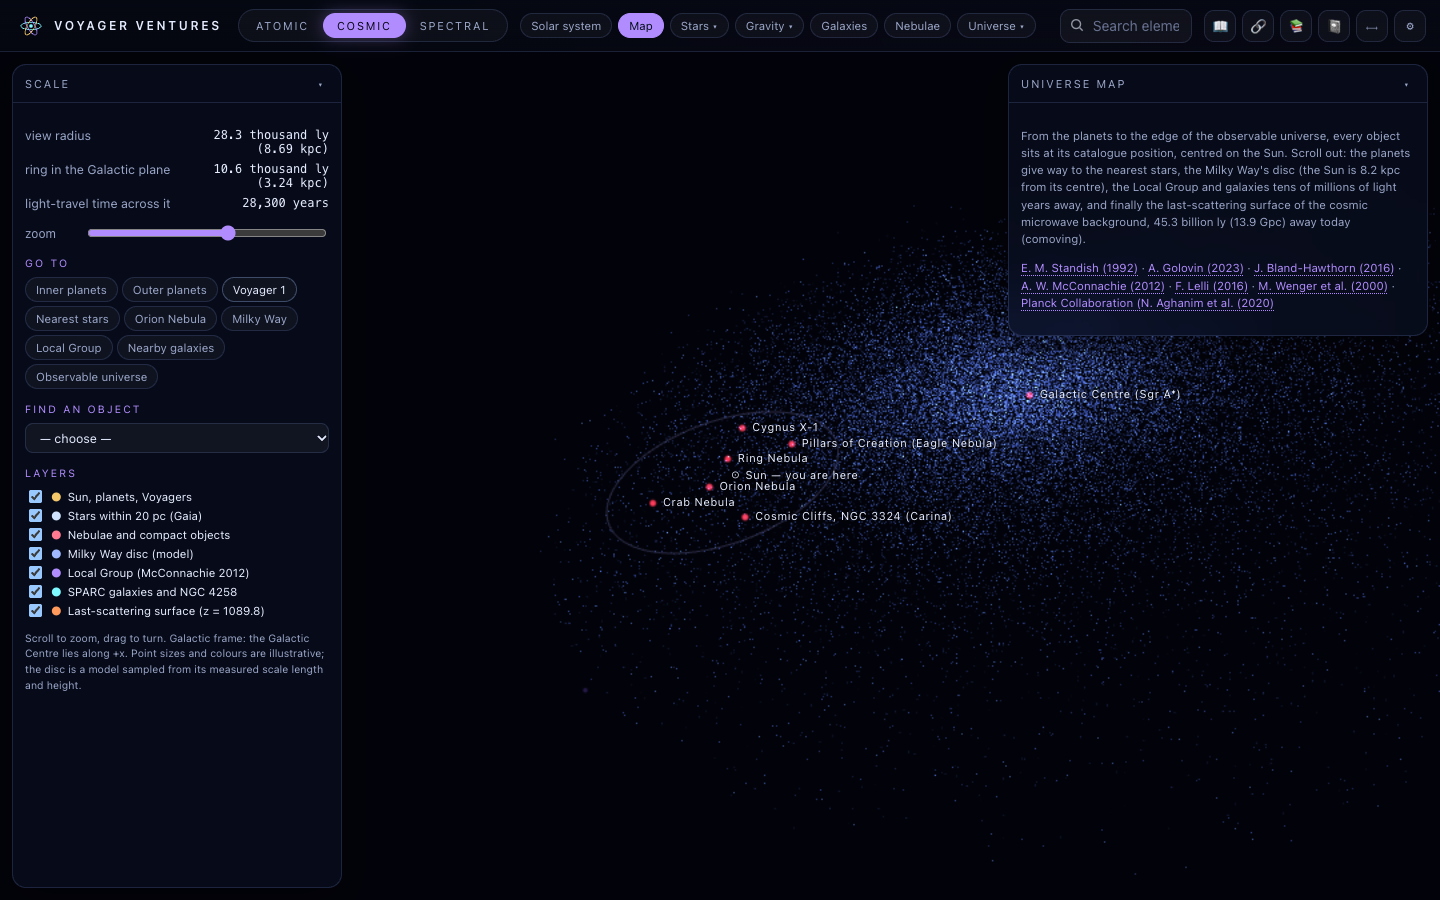 VOYAGER VENTURES
ATOMIC COSMIC SPECTRAL
Solar system Map Stars ▾ Gravity ▾ Galaxies Nebulae Universe ▾
Search eleme
SCALE
view radius 28.3 thousand ly
(8.69 kpc)
ring in the Galactic plane 10.6 thousand ly
(3.24 kpc)
light-travel time across it 28,300 years
zoom
GO TO
Inner planets Outer planets Voyager 1
Nearest stars Orion Nebula Milky Way
Local Group Nearby galaxies
Observable universe
FIND AN OBJECT
— choose —
LAYERS
Sun, planets, Voyagers
Stars within 20 pc (Gaia)
Nebulae and compact objects
Milky Way disc (model)
Local Group (McConnachie 2012)
SPARC galaxies and NGC 4258
Last-scattering surface (z = 1089.8)
Scroll to zoom, drag to turn. Galactic frame: the Galactic
Centre lies along +x. Point sizes and colours are illustrative;
the disc is a model sampled from its measured scale length
and height.
Galactic Centre (Sgr A*)
Cygnus X-1
Pillars of Creation (Eagle Nebula)
Ring Nebula
⊙ Sun — you are here
Orion Nebula
Crab Nebula
Cosmic Cliffs, NGC 3324 (Carina)
UNIVERSE MAP
From the planets to the edge of the observable universe, every object
sits at its catalogue position, centred on the Sun. Scroll out: the planets
give way to the nearest stars, the Milky Way's disc (the Sun is 8.2 kpc
from its centre), the Local Group and galaxies tens of millions of light
years away, and finally the last-scattering surface of the cosmic
microwave background, 45.3 billion ly (13.9 Gpc) away today
(comoving).
E. M. Standish (1992) · A. Golovin (2023) · J. Bland-Hawthorn (2016) ·
A. W. McConnachie (2012) · F. Lelli (2016) · M. Wenger et al. (2000) ·
Planck Collaboration (N. Aghanim et al. (2020)